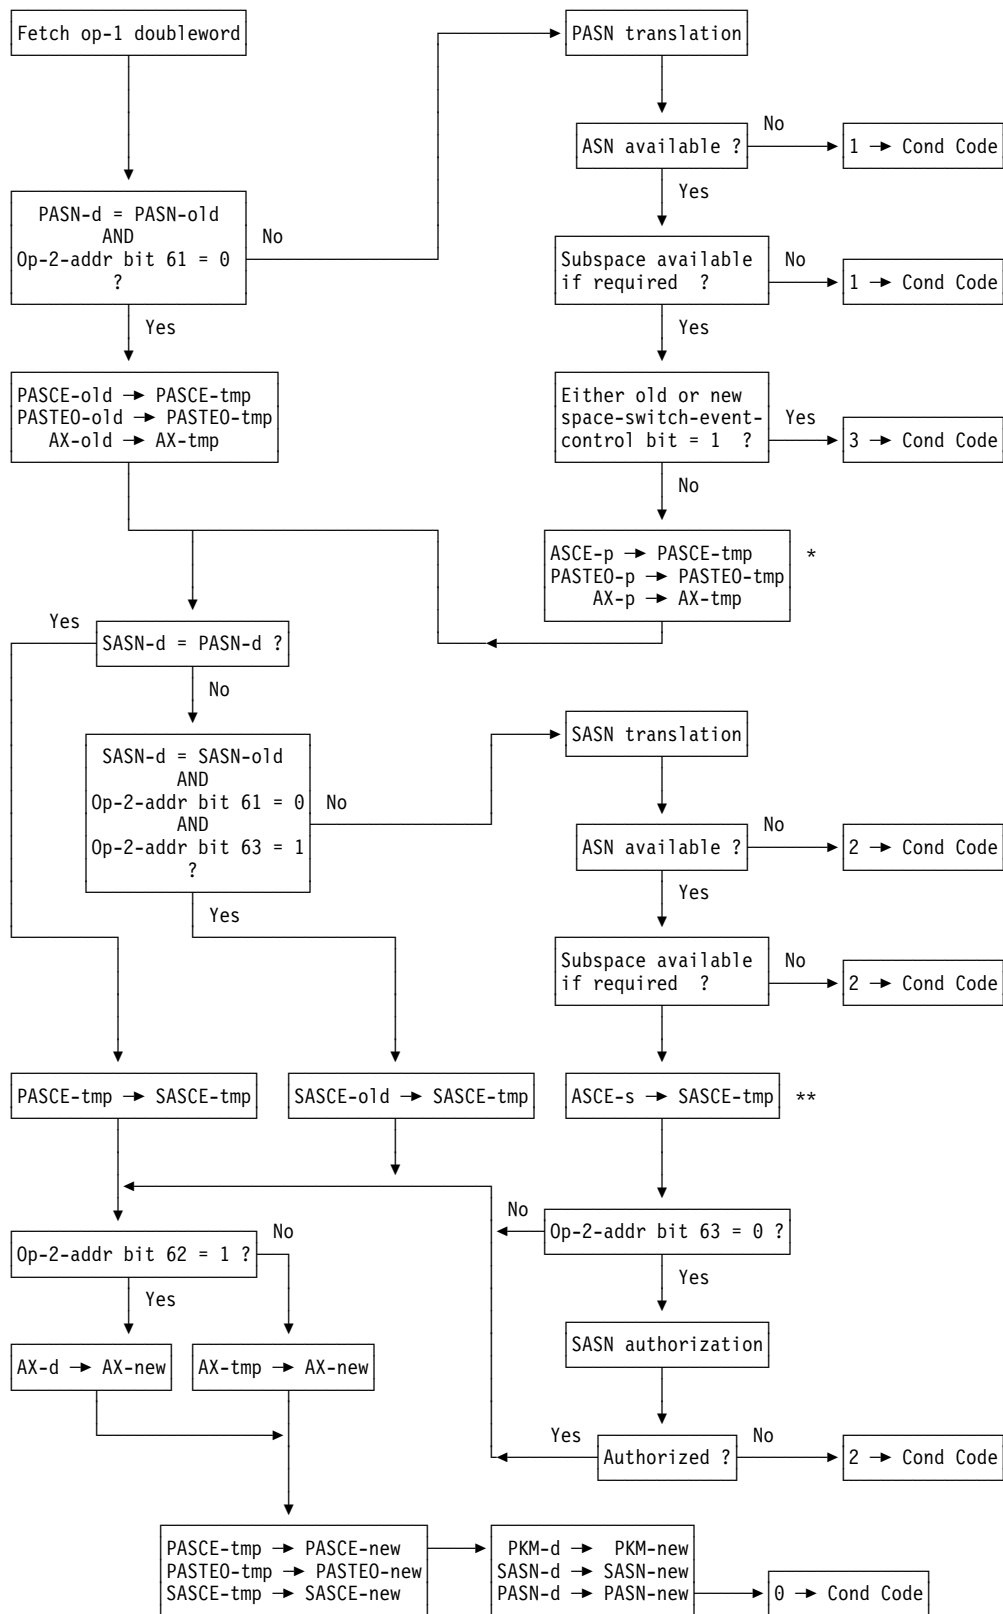 Fetch op-1 doubleword
PASN translation
ASN available ?
No
1 → Cond Code
Yes
PASN-d = PASN-old
AND
Op-2-addr bit 61 = 0
?
No
Subspace available
if required ?
No
1 → Cond Code
Yes
Yes
PASCE-old → PASCE-tmp
PASTEO-old → PASTEO-tmp
AX-old → AX-tmp
Either old or new
space-switch-event-
control bit = 1 ?
Yes
3 → Cond Code
No
ASCE-p → PASCE-tmp
PASTEO-p → PASTEO-tmp
AX-p → AX-tmp
*
Yes
SASN-d = PASN-d ?
No
SASN-d = SASN-old
AND
Op-2-addr bit 61 = 0
AND
Op-2-addr bit 63 = 1
?
No
SASN translation
ASN available ?
No
2 → Cond Code
Yes
Yes
Subspace available
if required ?
No
2 → Cond Code
PASCE-tmp → SASCE-tmp
SASCE-old → SASCE-tmp
ASCE-s → SASCE-tmp
**
Op-2-addr bit 62 = 1 ?
No
No
Op-2-addr bit 63 = 0 ?
Yes
Yes
AX-d → AX-new
AX-tmp → AX-new
SASN authorization
Yes
Authorized ?
No
2 → Cond Code
PASCE-tmp → PASCE-new
PASTEO-tmp → PASTEO-new
SASCE-tmp → SASCE-new
PKM-d → PKM-new
SASN-d → SASN-new
PASN-d → PASN-new
0 → Cond Code